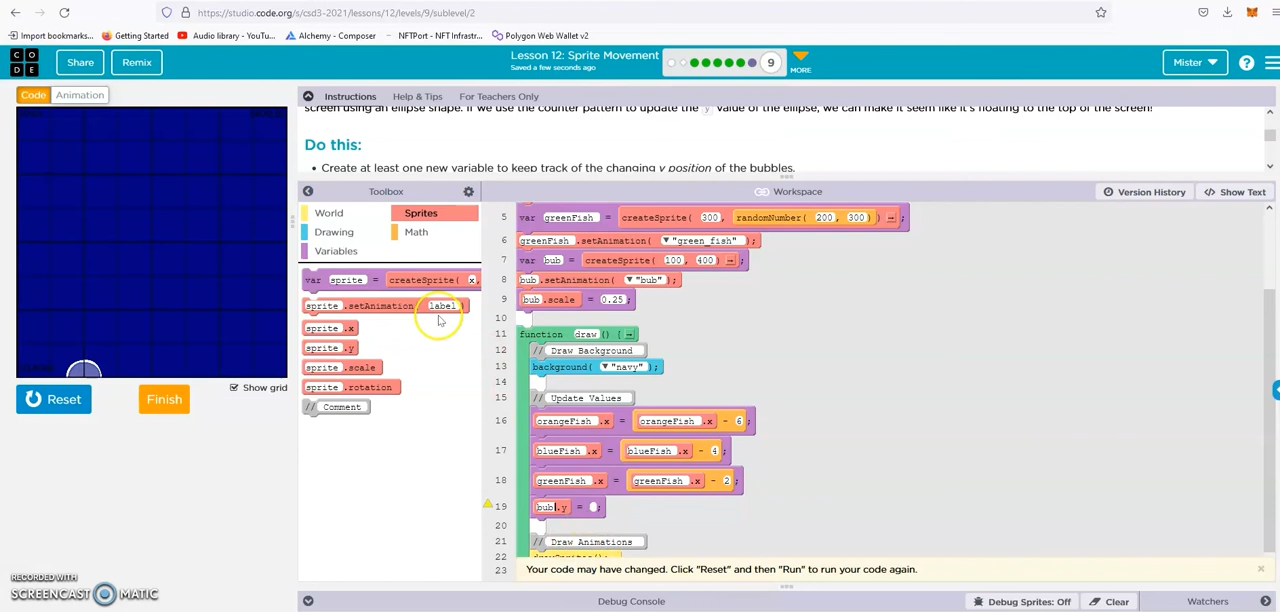 https://studio.code.org/s/csd3-2021/lessons/12/levels/9/sublevel/2
Import bookmarks...
Getting Started
Audio library - YouTu...
Alchemy - Composer
NFTPort - NFT Infrastr...
Polygon Web Wallet v2
CODE
Share
Remix
Lesson 12: Sprite Movement
Saved a few seconds ago
9
MORE
Mister
Code
Animation
Instructions
Help & Tips
For Teachers Only
screen using an ellipse shape. If we use the counter pattern to update the y value of the ellipse, we can make it seem like it's floating to the top of the screen!
Do this:
• Create at least one new variable to keep track of the changing y position of the bubbles.
Toolbox
Workspace
Version History
Show Text
World
Sprites
Drawing
Math
Variables
var sprite = createSprite( x,
sprite .setAnimation( label )
sprite .x
sprite .y
sprite .scale
sprite .rotation
// Comment
5 var greenFish = createSprite( 300, randomNumber( 200, 300) ) ;
6 greenFish .setAnimation( "green_fish" );
7 var bub = createSprite( 100, 400) ;
8 bub .setAnimation( "bub" );
9 bub .scale = 0.25 ;
10
11 function draw () {
12 // Draw Background
13 background( "navy" );
14
15 // Update Values
16 orangeFish .x = orangeFish .x - 6 ;
17 blueFish .x = blueFish .x - 4 ;
18 greenFish .x = greenFish .x - 2 ;
19 bub .y = ;
20
21 // Draw Animations
22 drawSprites();
23
Your code may have changed. Click "Reset" and then "Run" to run your code again.
Reset
Finish
Show grid
Debug Console
Debug Sprites: Off
Clear
Watchers
RECORDED WITH
SCREENCAST MATIC